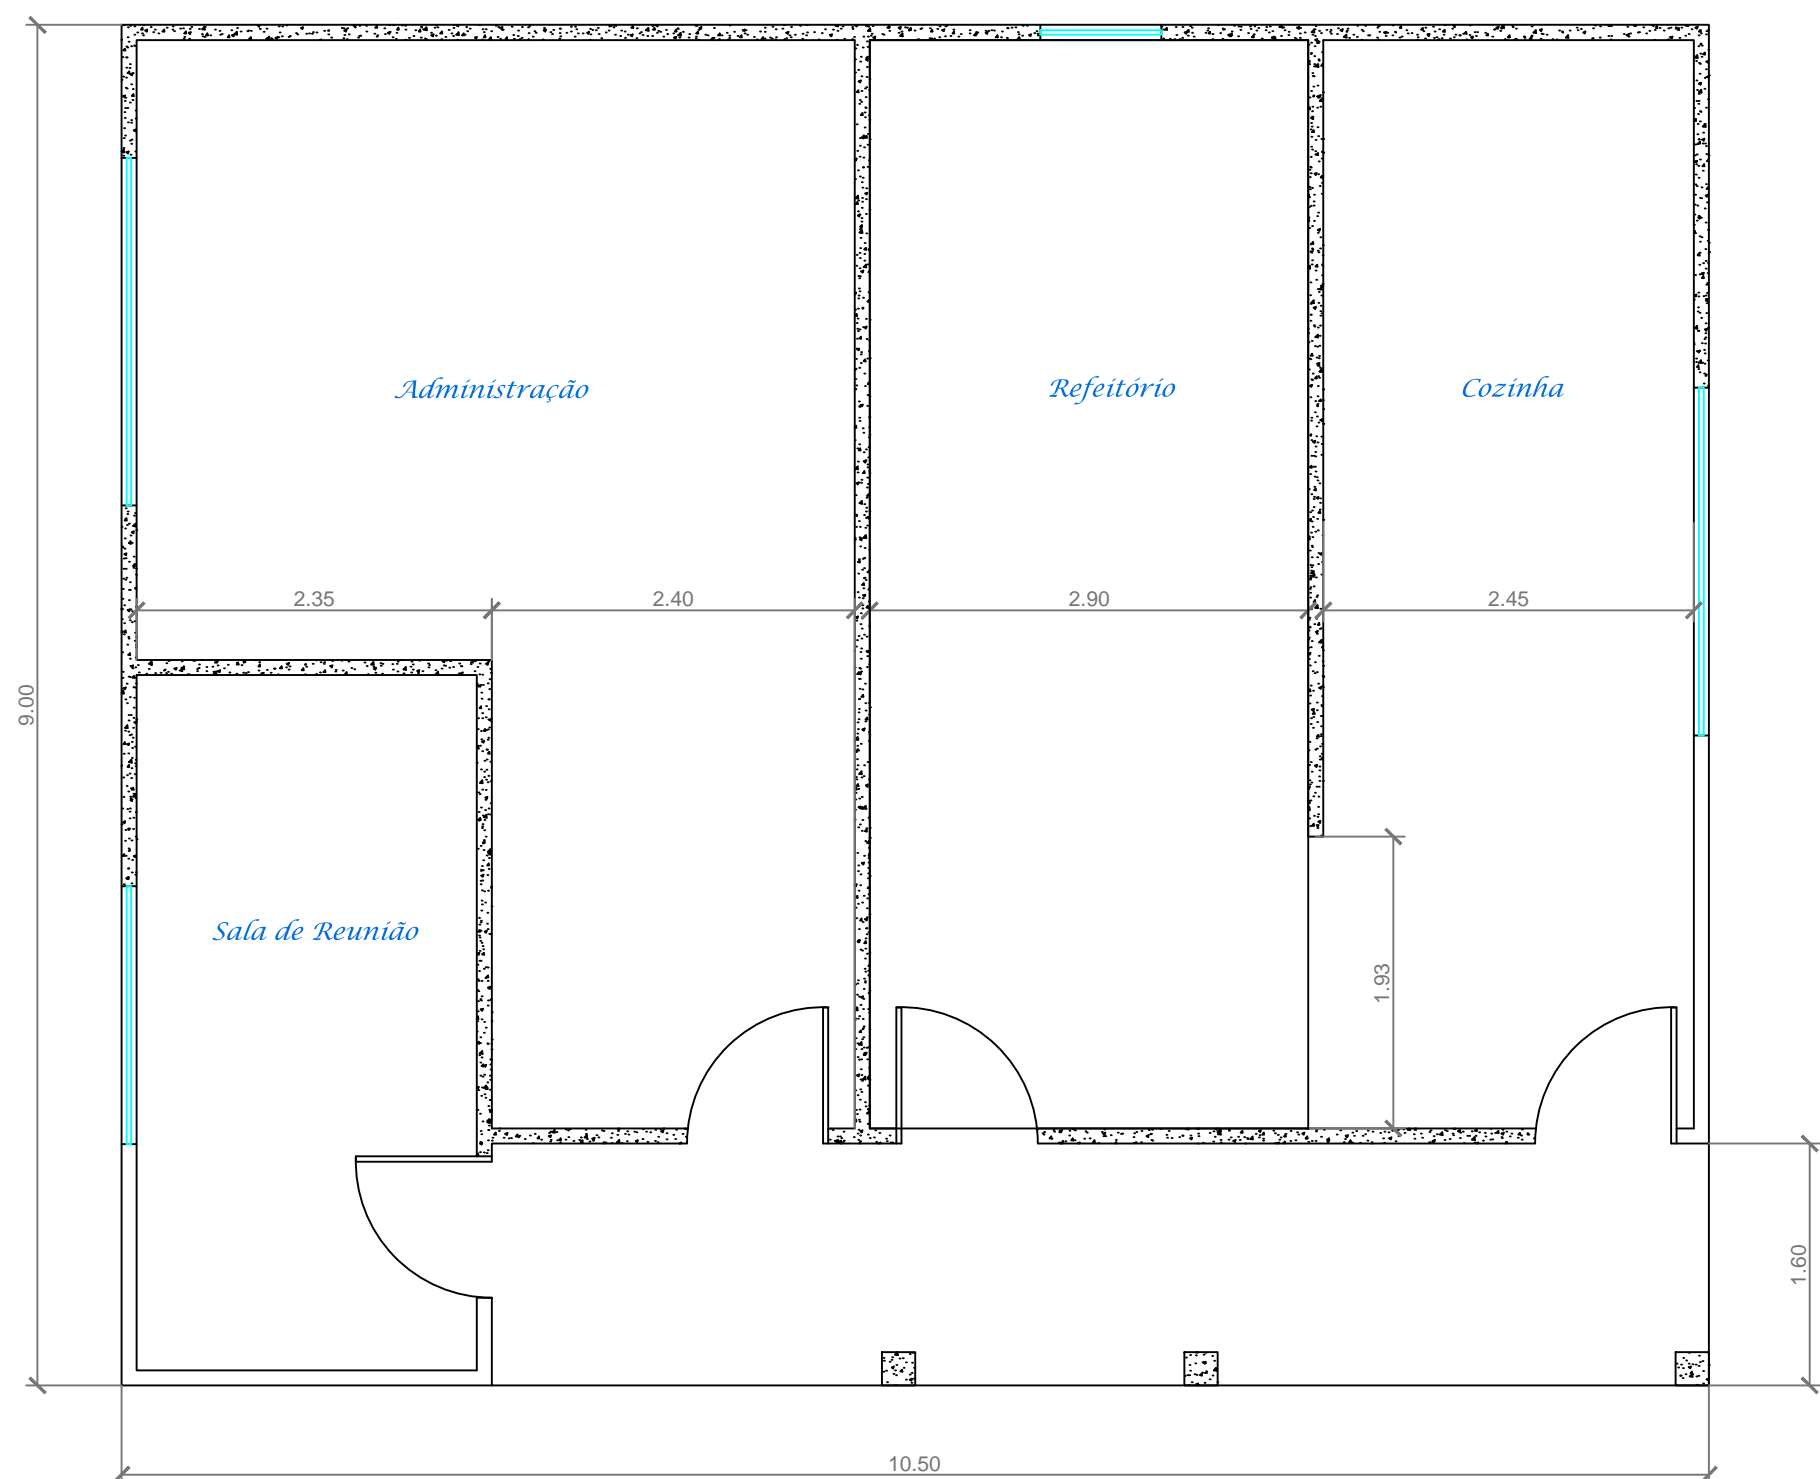 Administração
Refeitório
Cozinha
2.35
2.40
2.90
2.45
9.00
Sala de Reunião
1.93
1.60
10.50